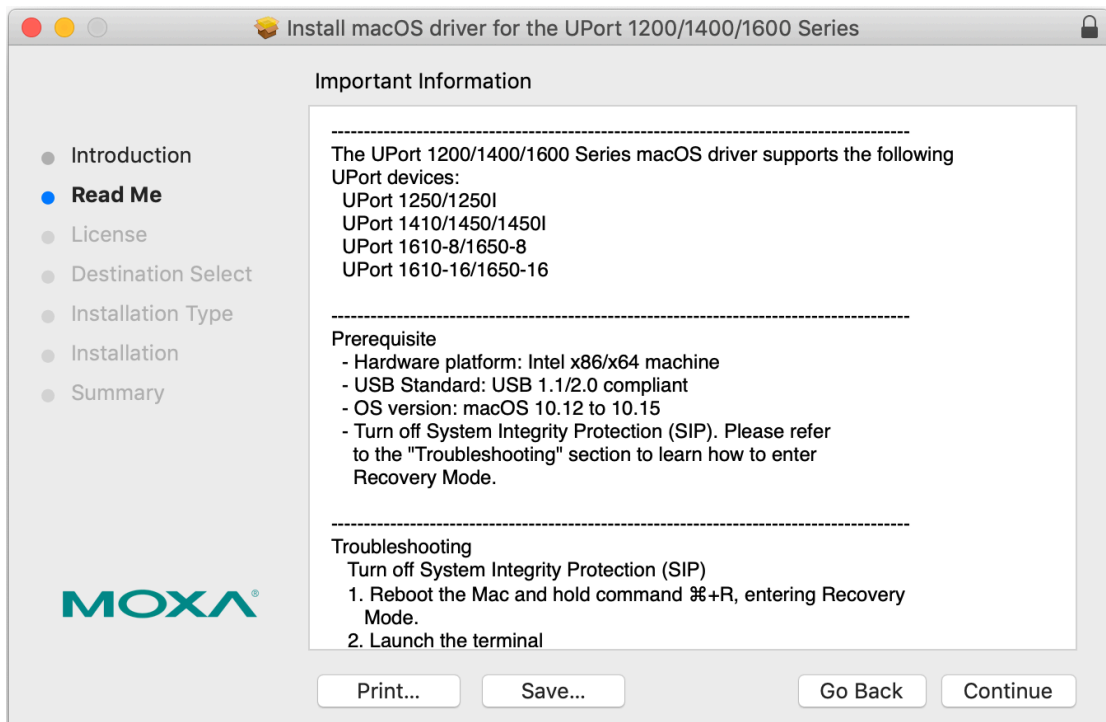 Install macOS driver for the UPort 1200/1400/1600 Series
Important Information
Introduction
Read Me
License
Destination Select
Installation Type
Installation
Summary
MOXA®
--------------------------------------------------------------------------------------
The UPort 1200/1400/1600 Series macOS driver supports the following
UPort devices:
UPort 1250/1250I
UPort 1410/1450/1450I
UPort 1610-8/1650-8
UPort 1610-16/1650-16
--------------------------------------------------------------------------------------
Prerequisite
- Hardware platform: Intel x86/x64 machine
- USB Standard: USB 1.1/2.0 compliant
- OS version: macOS 10.12 to 10.15
- Turn off System Integrity Protection (SIP). Please refer
to the "Troubleshooting" section to learn how to enter
Recovery Mode.
--------------------------------------------------------------------------------------
Troubleshooting
Turn off System Integrity Protection (SIP)
1. Reboot the Mac and hold command ⌘+R, entering Recovery
Mode.
2. Launch the terminal
Print...
Save...
Go Back
Continue